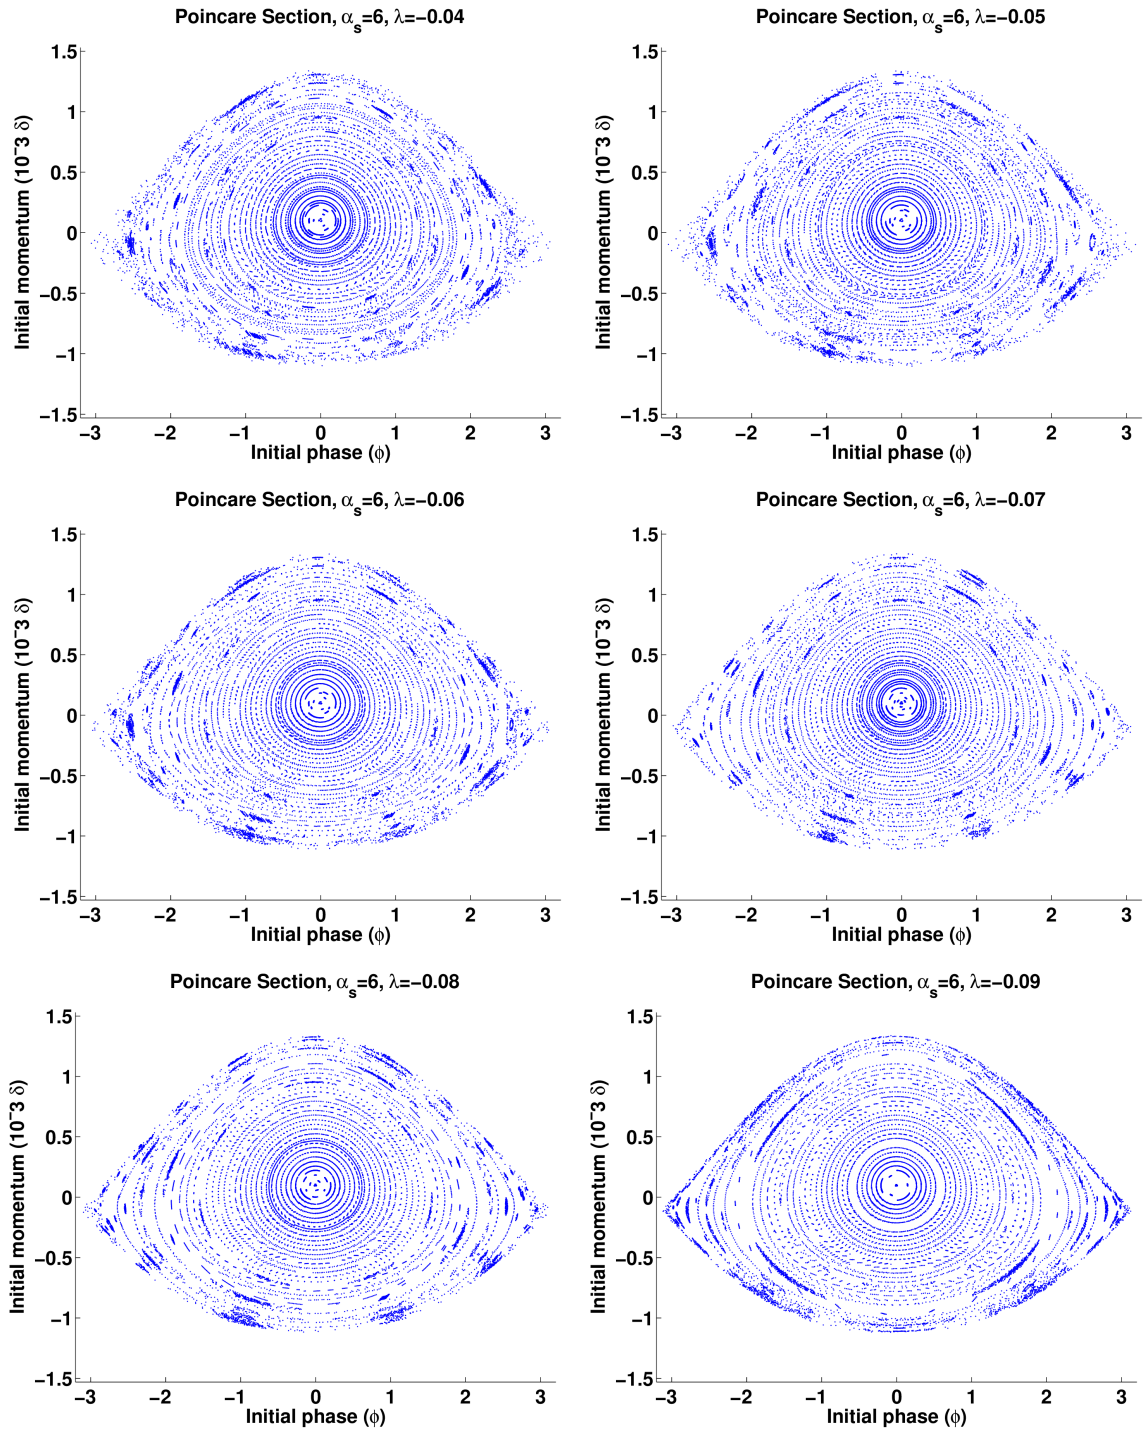 Poincare Section, αs=6, λ=−0.04
Initial momentum (10⁻3 δ)
1.5
1
0.5
0
−0.5
−1
−1.5
−3 −2 −1 0 1 2 3
Initial phase (ϕ)
Poincare Section, αs=6, λ=−0.05
Initial momentum (10⁻3 δ)
1.5
1
0.5
0
−0.5
−1
−1.5
−3 −2 −1 0 1 2 3
Initial phase (ϕ)
Poincare Section, αs=6, λ=−0.06
Initial momentum (10⁻3 δ)
1.5
1
0.5
0
−0.5
−1
−1.5
−3 −2 −1 0 1 2 3
Initial phase (ϕ)
Poincare Section, αs=6, λ=−0.07
Initial momentum (10⁻3 δ)
1.5
1
0.5
0
−0.5
−1
−1.5
−3 −2 −1 0 1 2 3
Initial phase (ϕ)
Poincare Section, αs=6, λ=−0.08
Initial momentum (10⁻3 δ)
1.5
1
0.5
0
−0.5
−1
−1.5
−3 −2 −1 0 1 2 3
Initial phase (ϕ)
Poincare Section, αs=6, λ=−0.09
Initial momentum (10⁻3 δ)
1.5
1
0.5
0
−0.5
−1
−1.5
−3 −2 −1 0 1 2 3
Initial phase (ϕ)